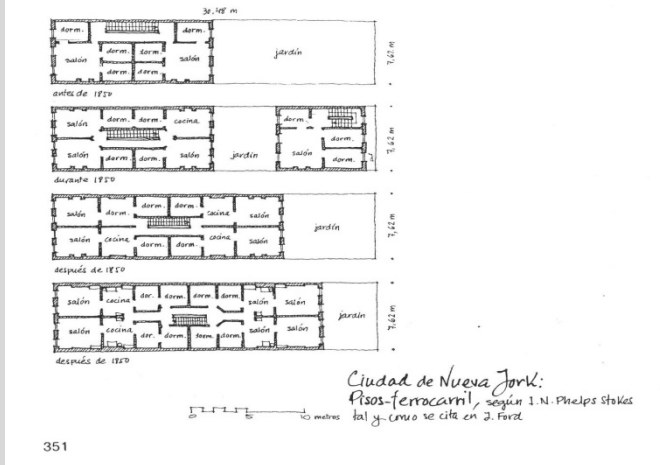 30,48 m
dorm. dorm.
salón dorm. dorm. salón jardín 7,62 m
dorm. dorm.
antes de 1850
salón dorm. dorm. cocina dorm.
dorm. 7,62 m
salón dorm. dorm. salón jardín salón dorm.
durante 1850
salón dorm. dorm. cocina salón
jardín 7,62 m
salón cocina dorm. dorm. cocina salón
después de 1850
salón cocina dor. dorm. dorm. dorm. salón salón
jardín 7,62 m
salón cocina dor. dorm. dorm. salón salón
después de 1850
Ciudad de Nueva Jork:
Pisos-ferrocarril, según I.N. Phelps Stokes
0 5 10 metros tal y como se cita en J. Ford
351